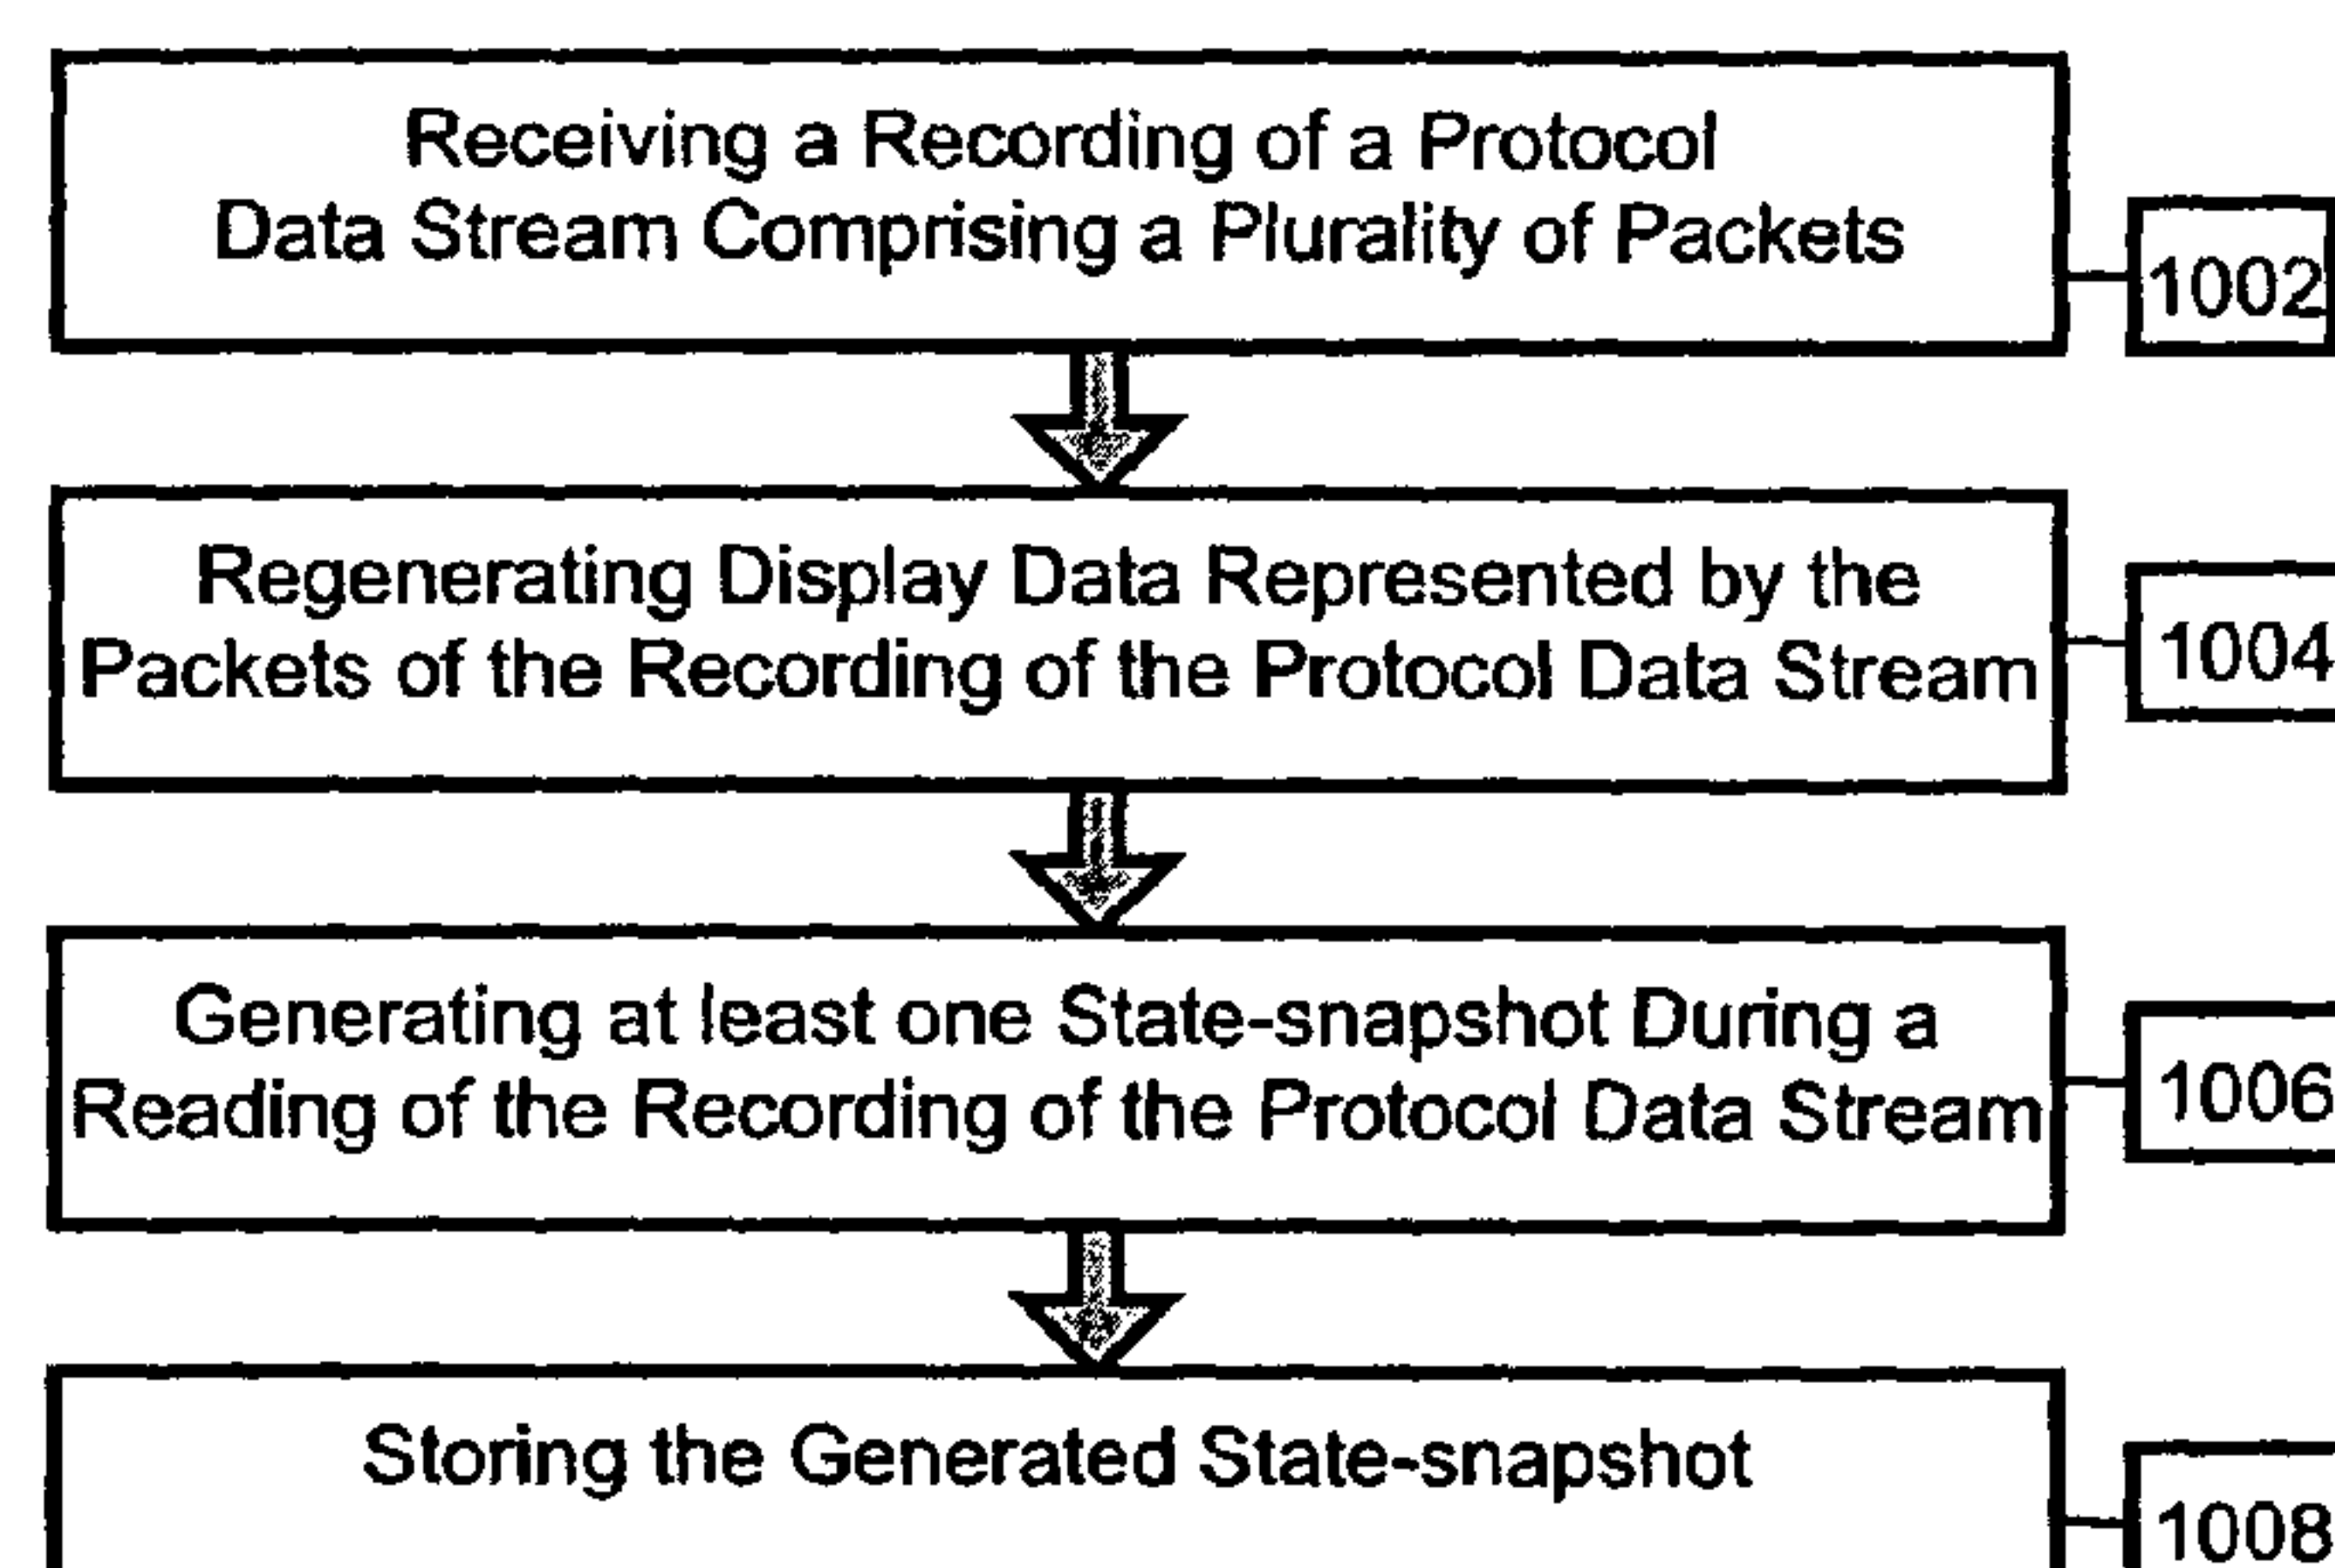 Receiving a Recording of a Protocol
Data Stream Comprising a Plurality of Packets
1002
Regenerating Display Data Represented by the
Packets of the Recording of the Protocol Data Stream
1004
Generating at least one State-snapshot During a
Reading of the Recording of the Protocol Data Stream
1006
Storing the Generated State-snapshot
1008